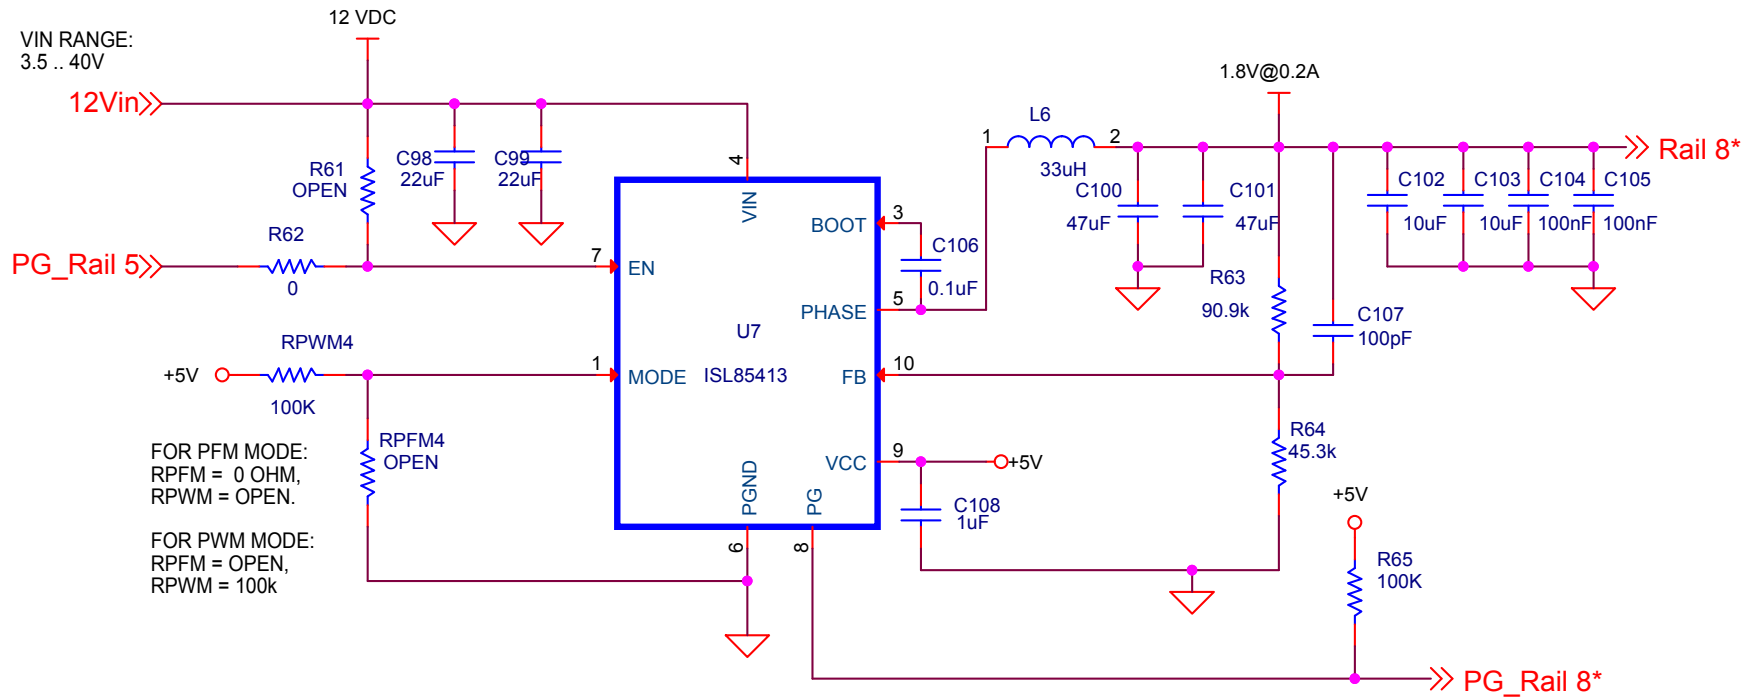 12 VDC
VIN RANGE:
3.5 .. 40V
12Vin
1.8V@0.2A
L6
1
2
33uH
Rail 8*
R61
OPEN
C98
22uF
C99
22uF
4
VIN
C100
47uF
C101
47uF
C102
10uF
C103
10uF
C104
100nF
C105
100nF
BOOT
3
C106
0.1uF
R62
0
PG_Rail 5
7
EN
PHASE
5
R63
90.9k
C107
100pF
U7
ISL85413
RPWM4
+5V
100K
1
MODE
FB
10
RPFM4
OPEN
R64
45.3k
FOR PFM MODE:
RPFM = 0 OHM,
RPWM = OPEN.
VCC
9
+5V
PGND
PG
C108
1uF
+5V
FOR PWM MODE:
RPFM = OPEN,
RPWM = 100k
6
8
R65
100K
PG_Rail 8*